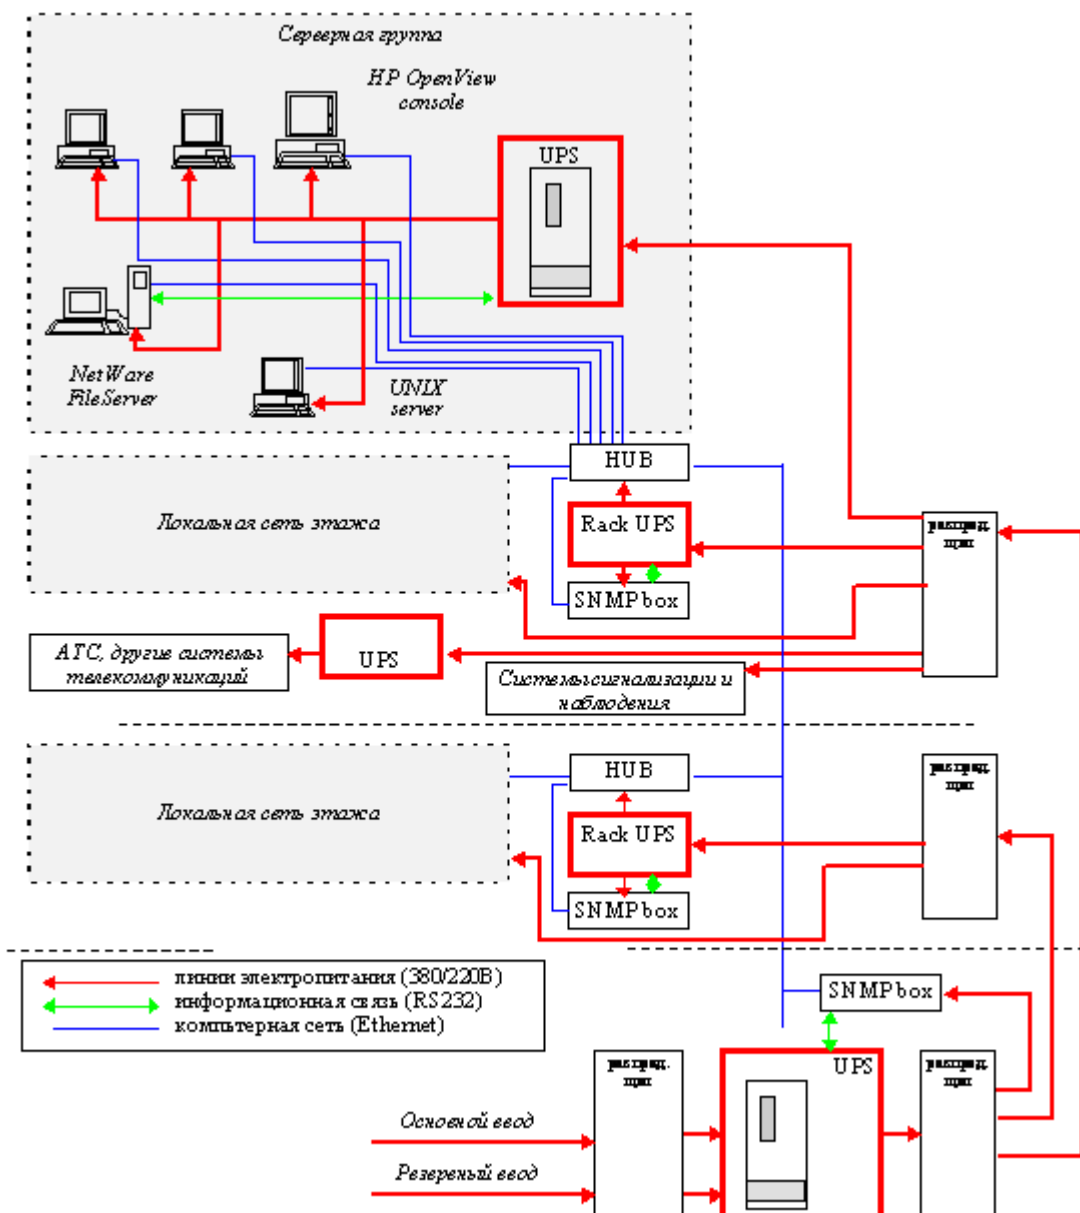 Серверная группа
HP OpenView
console
UPS
NetWare
FileServer
UNIX
server
HUB
Локальная сеть этажа
Rack UPS
SNMPbox
АТС, другие системы
телекоммуникаций
UPS
Системы сигнализации и
наблюдения
HUB
Локальная сеть этажа
Rack UPS
SNMPbox
линии электропитания (380/220В)
информационная связь (RS232)
компьтерная сеть (Ethernet)
SNMPbox
UPS
Основной ввод
Резервный ввод